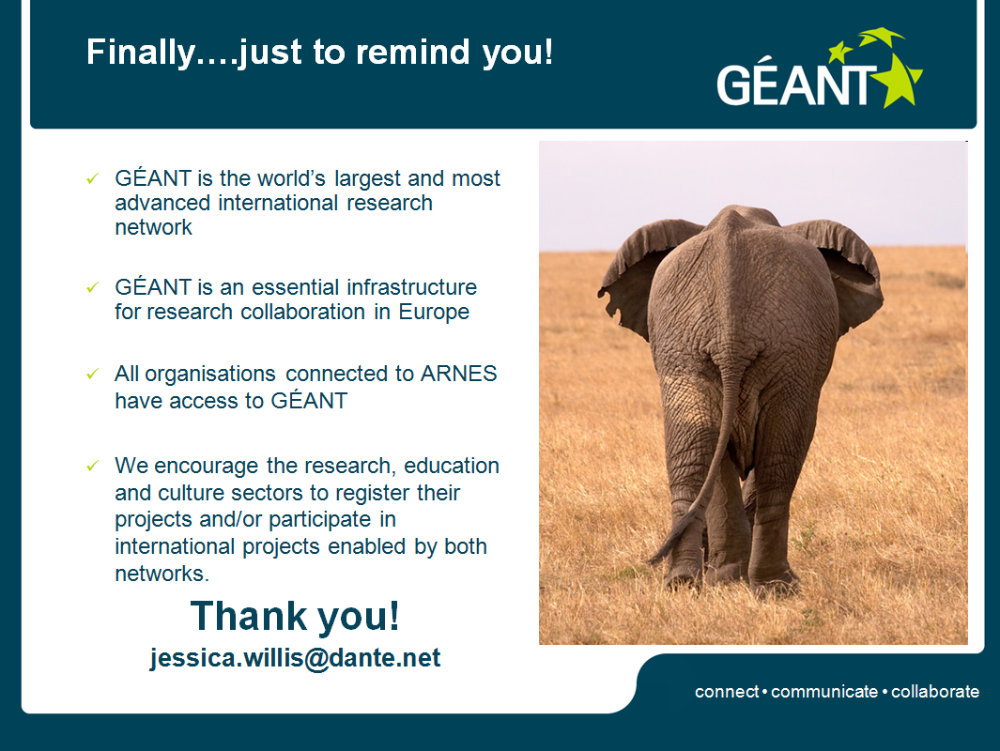 Finally....just to remind you!
GÉANT
GÉANT is the world’s largest and most
advanced international research
network
GÉANT is an essential infrastructure
for research collaboration in Europe
All organisations connected to ARNES
have access to GÉANT
We encourage the research, education
and culture sectors to register their
projects and/or participate in
international projects enabled by both
networks.
Thank you!
jessica.willis@dante.net
connect • communicate • collaborate